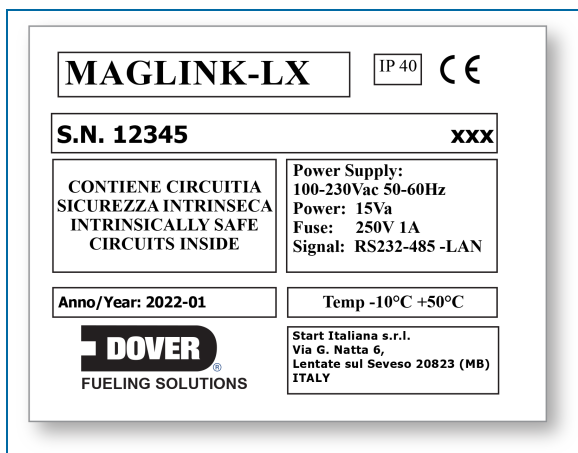 MAGLINK-LX
IP 40
CE
S.N. 12345 xxx
CONTIENE CIRCUITIA
SICUREZZA INTRINSECA
INTRINSICALLY SAFE
CIRCUITS INSIDE
Power Supply:
100-230Vac 50-60Hz
Power: 15Va
Fuse: 250V 1A
Signal: RS232-485 -LAN
Anno/Year: 2022-01
Temp -10°C +50°C
DOVER®
FUELING SOLUTIONS
Start Italiana s.r.l.
Via G. Natta 6,
Lentate sul Seveso 20823 (MB)
ITALY